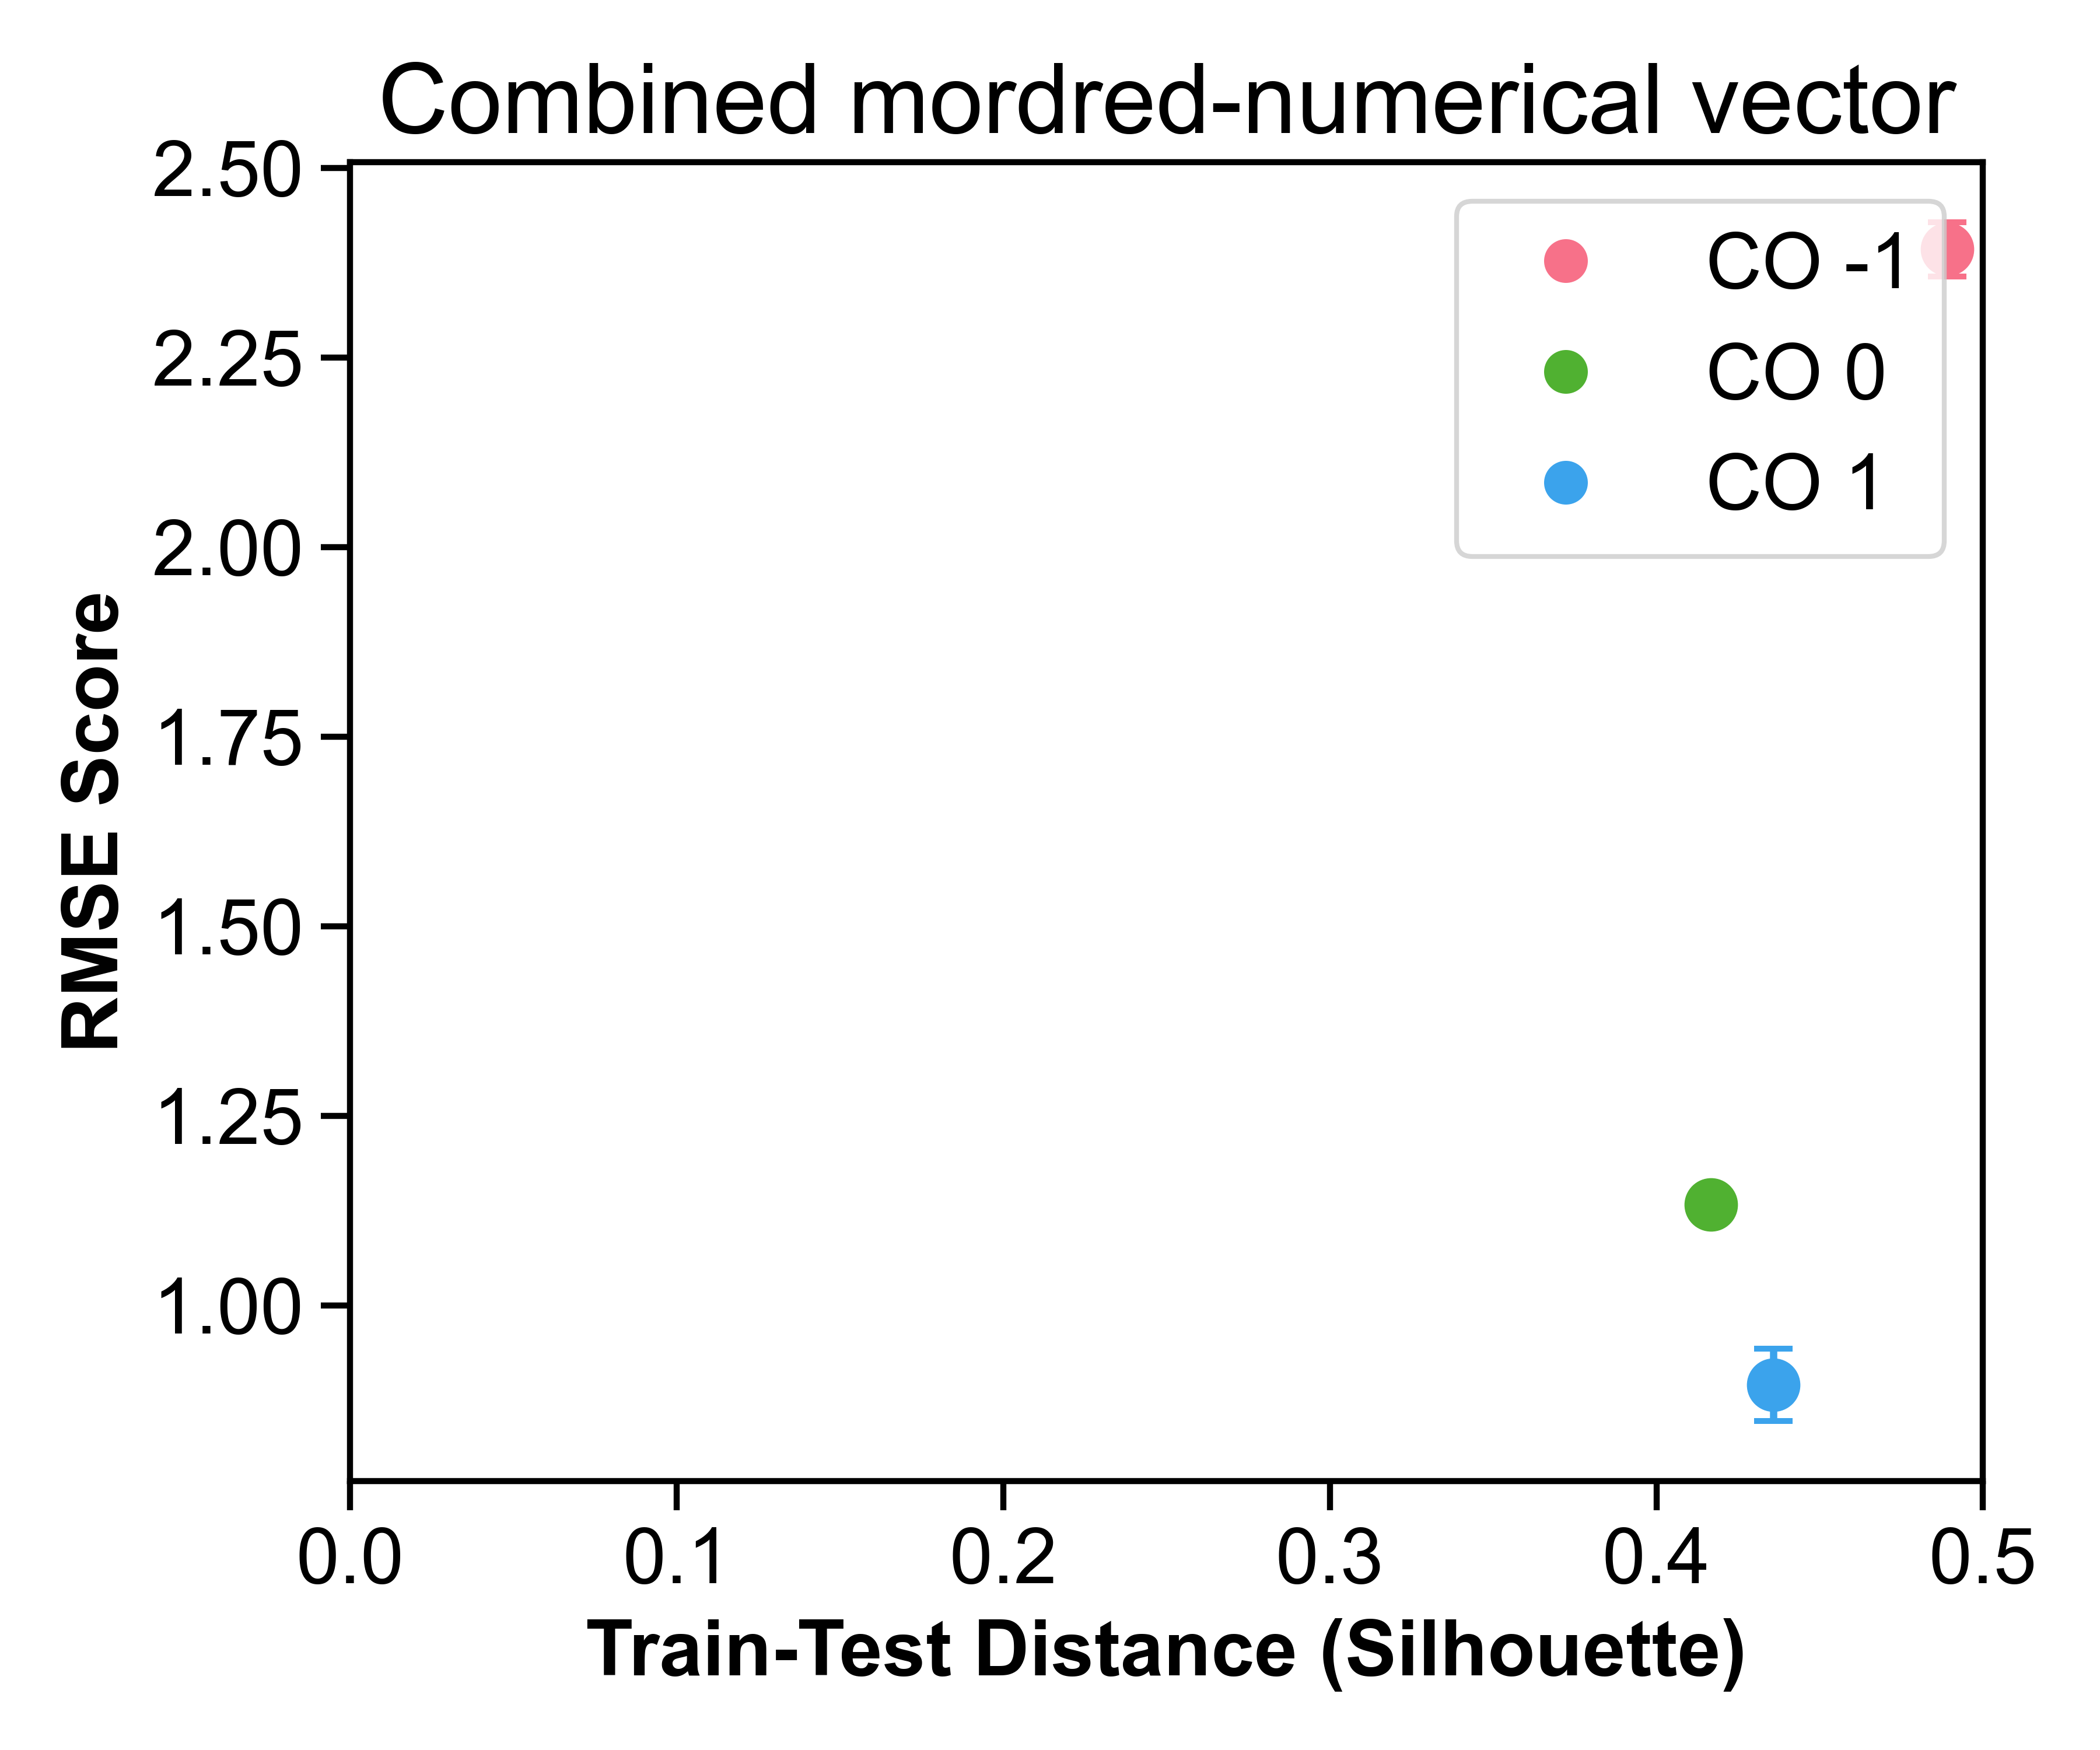 Combined mordred-numerical vector
2.50
2.25
2.00
1.75
1.50
1.25
1.00
RMSE Score
CO -1
CO 0
CO 1
0.0 0.1 0.2 0.3 0.4 0.5
Train-Test Distance (Silhouette)